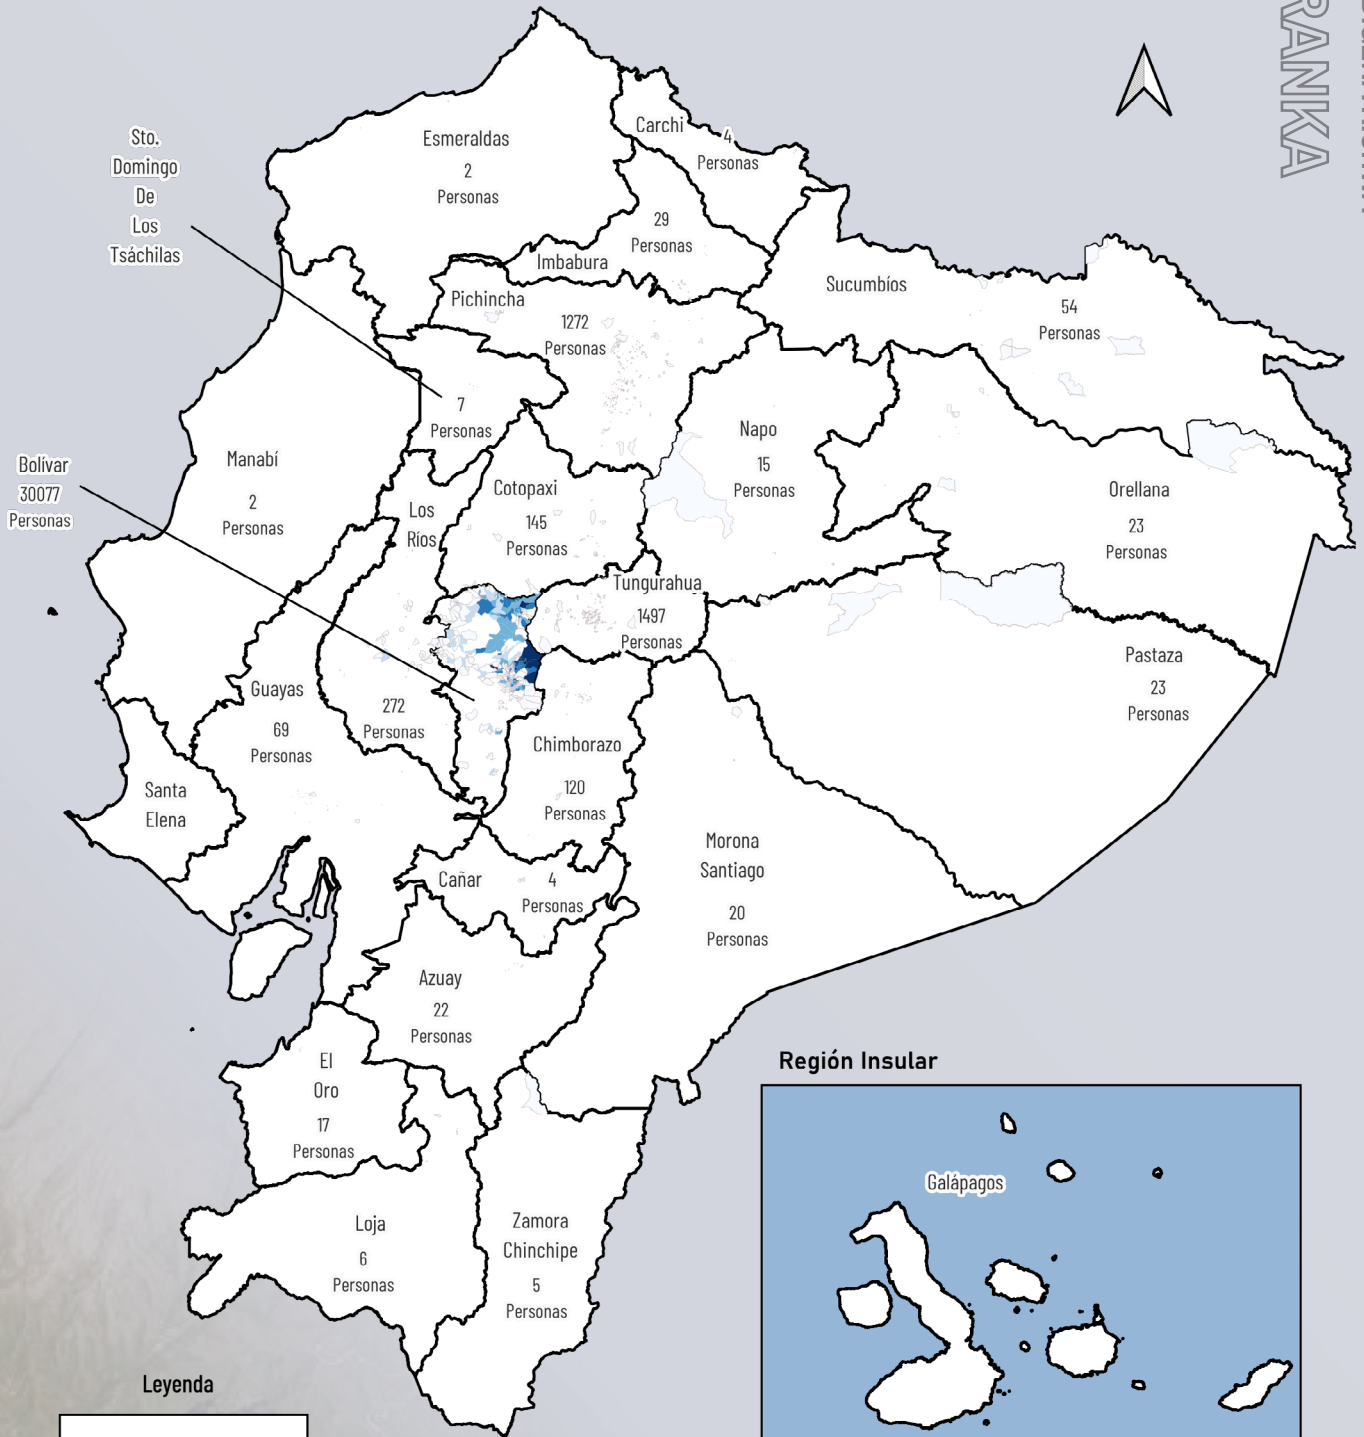 RANKA
Esmeraldas
2
Personas
Carchi
4
Personas
Sto.
Domingo
De
Los
Tsáchilas
29
Personas
Imbabura
Pichincha
1272
Personas
Sucumbíos
54
Personas
7
Personas
Napo
15
Personas
Manabí
2
Personas
Bolívar
30077
Personas
Los
Ríos
Cotopaxi
145
Personas
Orellana
23
Personas
Tungurahua
1497
Personas
Pastaza
23
Personas
Guayas
69
Personas
272
Personas
Chimborazo
120
Personas
Santa
Elena
Morona
Santiago
20
Personas
Cañar
4
Personas
Azuay
22
Personas
El
Oro
17
Personas
Región Insular
Galápagos
Loja
6
Personas
Zamora
Chinchipe
5
Personas
Leyenda